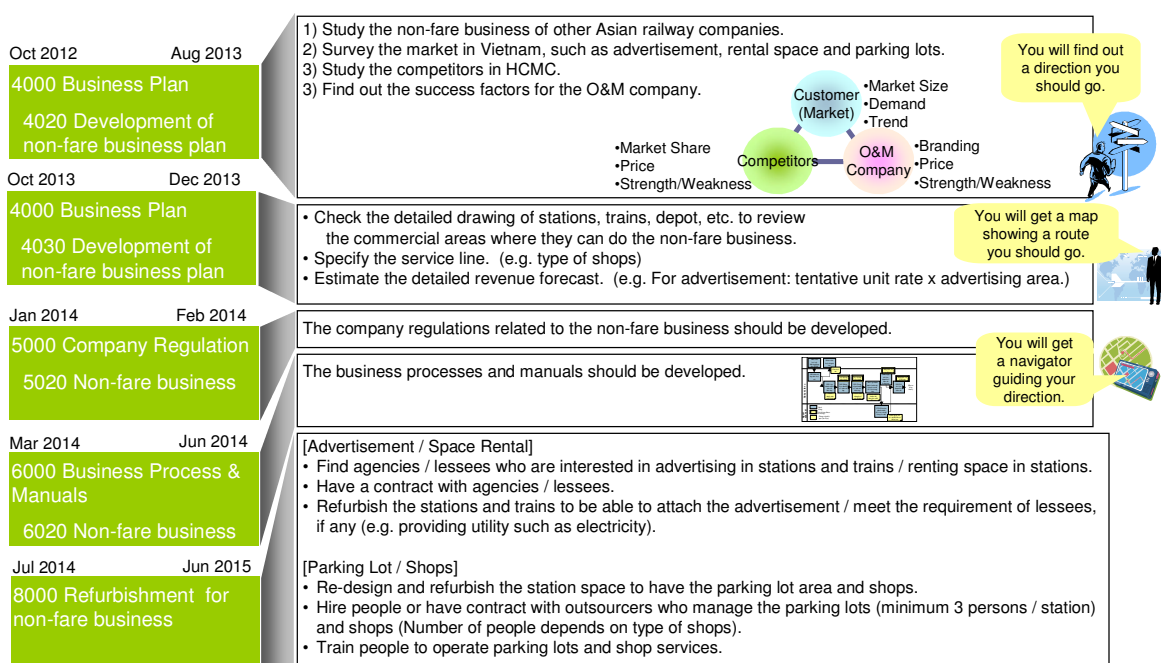 Oct 2012 Aug 2013
4000 Business Plan
4020 Development of
non-fare business plan
1) Study the non-fare business of other Asian railway companies.
2) Survey the market in Vietnam, such as advertisement, rental space and parking lots.
3) Study the competitors in HCMC.
3) Find out the success factors for the O&M company.
Customer
(Market)
•Market Size
•Demand
•Trend
•Market Share
•Price
•Strength/Weakness
Competitors
O&M
Company
•Branding
•Price
•Strength/Weakness
You will find out
a direction you
should go.
Oct 2013 Dec 2013
4000 Business Plan
4030 Development of
non-fare business plan
• Check the detailed drawing of stations, trains, depot, etc. to review
the commercial areas where they can do the non-fare business.
• Specify the service line. (e.g. type of shops)
• Estimate the detailed revenue forecast. (e.g. For advertisement: tentative unit rate x advertising area.)
You will get a map
showing a route
you should go.
Jan 2014 Feb 2014
5000 Company Regulation
5020 Non-fare business
The company regulations related to the non-fare business should be developed.
The business processes and manuals should be developed.
You will get
a navigator
guiding your
direction.
Mar 2014 Jun 2014
6000 Business Process &
Manuals
6020 Non-fare business
[Advertisement / Space Rental]
• Find agencies / lessees who are interested in advertising in stations and trains / renting space in stations.
• Have a contract with agencies / lessees.
• Refurbish the stations and trains to be able to attach the advertisement / meet the requirement of lessees,
if any (e.g. providing utility such as electricity).
Jul 2014 Jun 2015
8000 Refurbishment for
non-fare business
[Parking Lot / Shops]
• Re-design and refurbish the station space to have the parking lot area and shops.
• Hire people or have contract with outsourcers who manage the parking lots (minimum 3 persons / station)
and shops (Number of people depends on type of shops).
• Train people to operate parking lots and shop services.